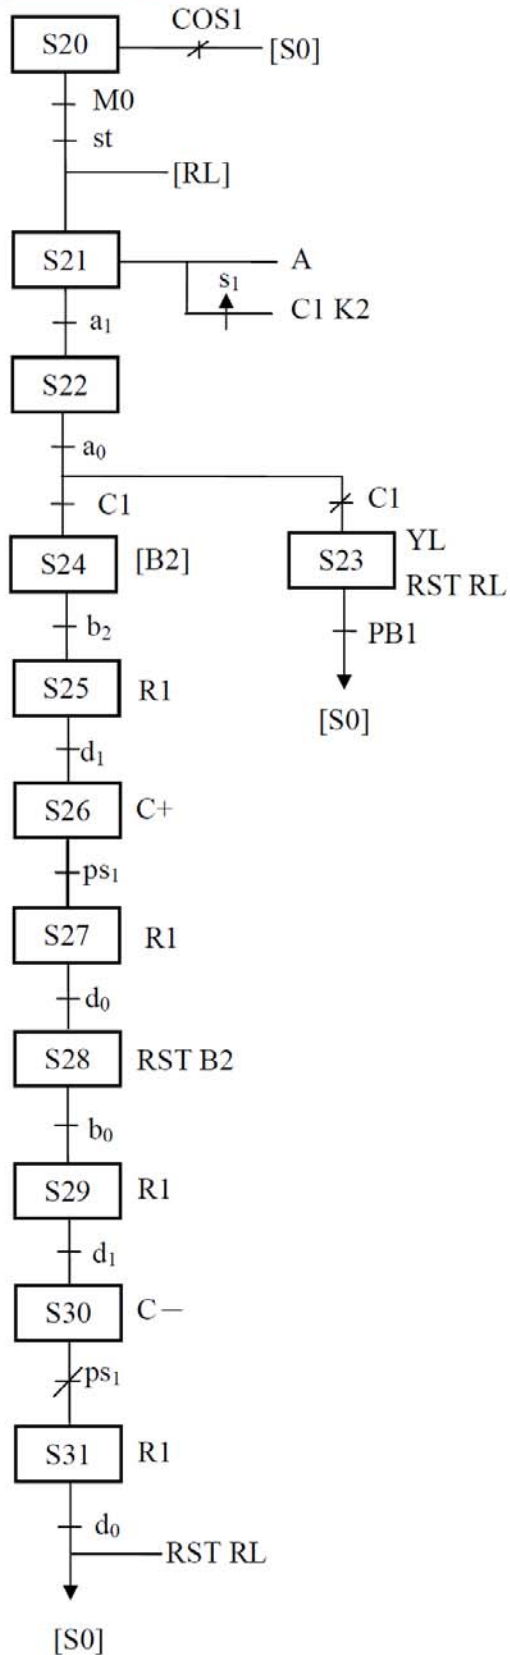 COS1
S20 [S0]
M0
st
[RL]
S21 A
s₁
C1 K2
a₁
S22
a₀
C1 C1
S24 [B2] S23 YL
RST RL
b₂ PB1
S25 R1 [S0]
d₁
S26 C+
ps₁
S27 R1
d₀
S28 RST B2
b₀
S29 R1
d₁
S30 C−
ps₁
S31 R1
d₀
RST RL
[S0]